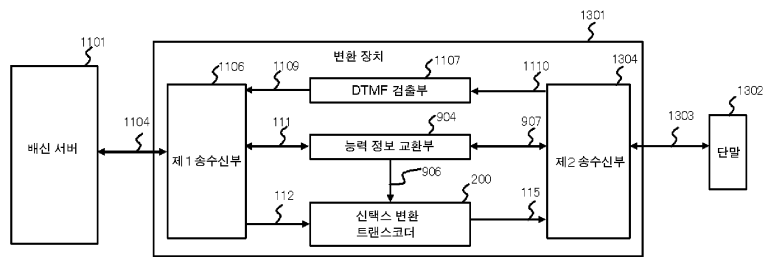 1301
1101
변환 장치
1106
1109
1107
1110
1304
DTMF 검출부
1302
1104
111
904
907
1303
배신 서버
제1 송수신부
능력 정보 교환부
제2 송수신부
단말
906
112
200
115
신택스 변환
트랜스코더